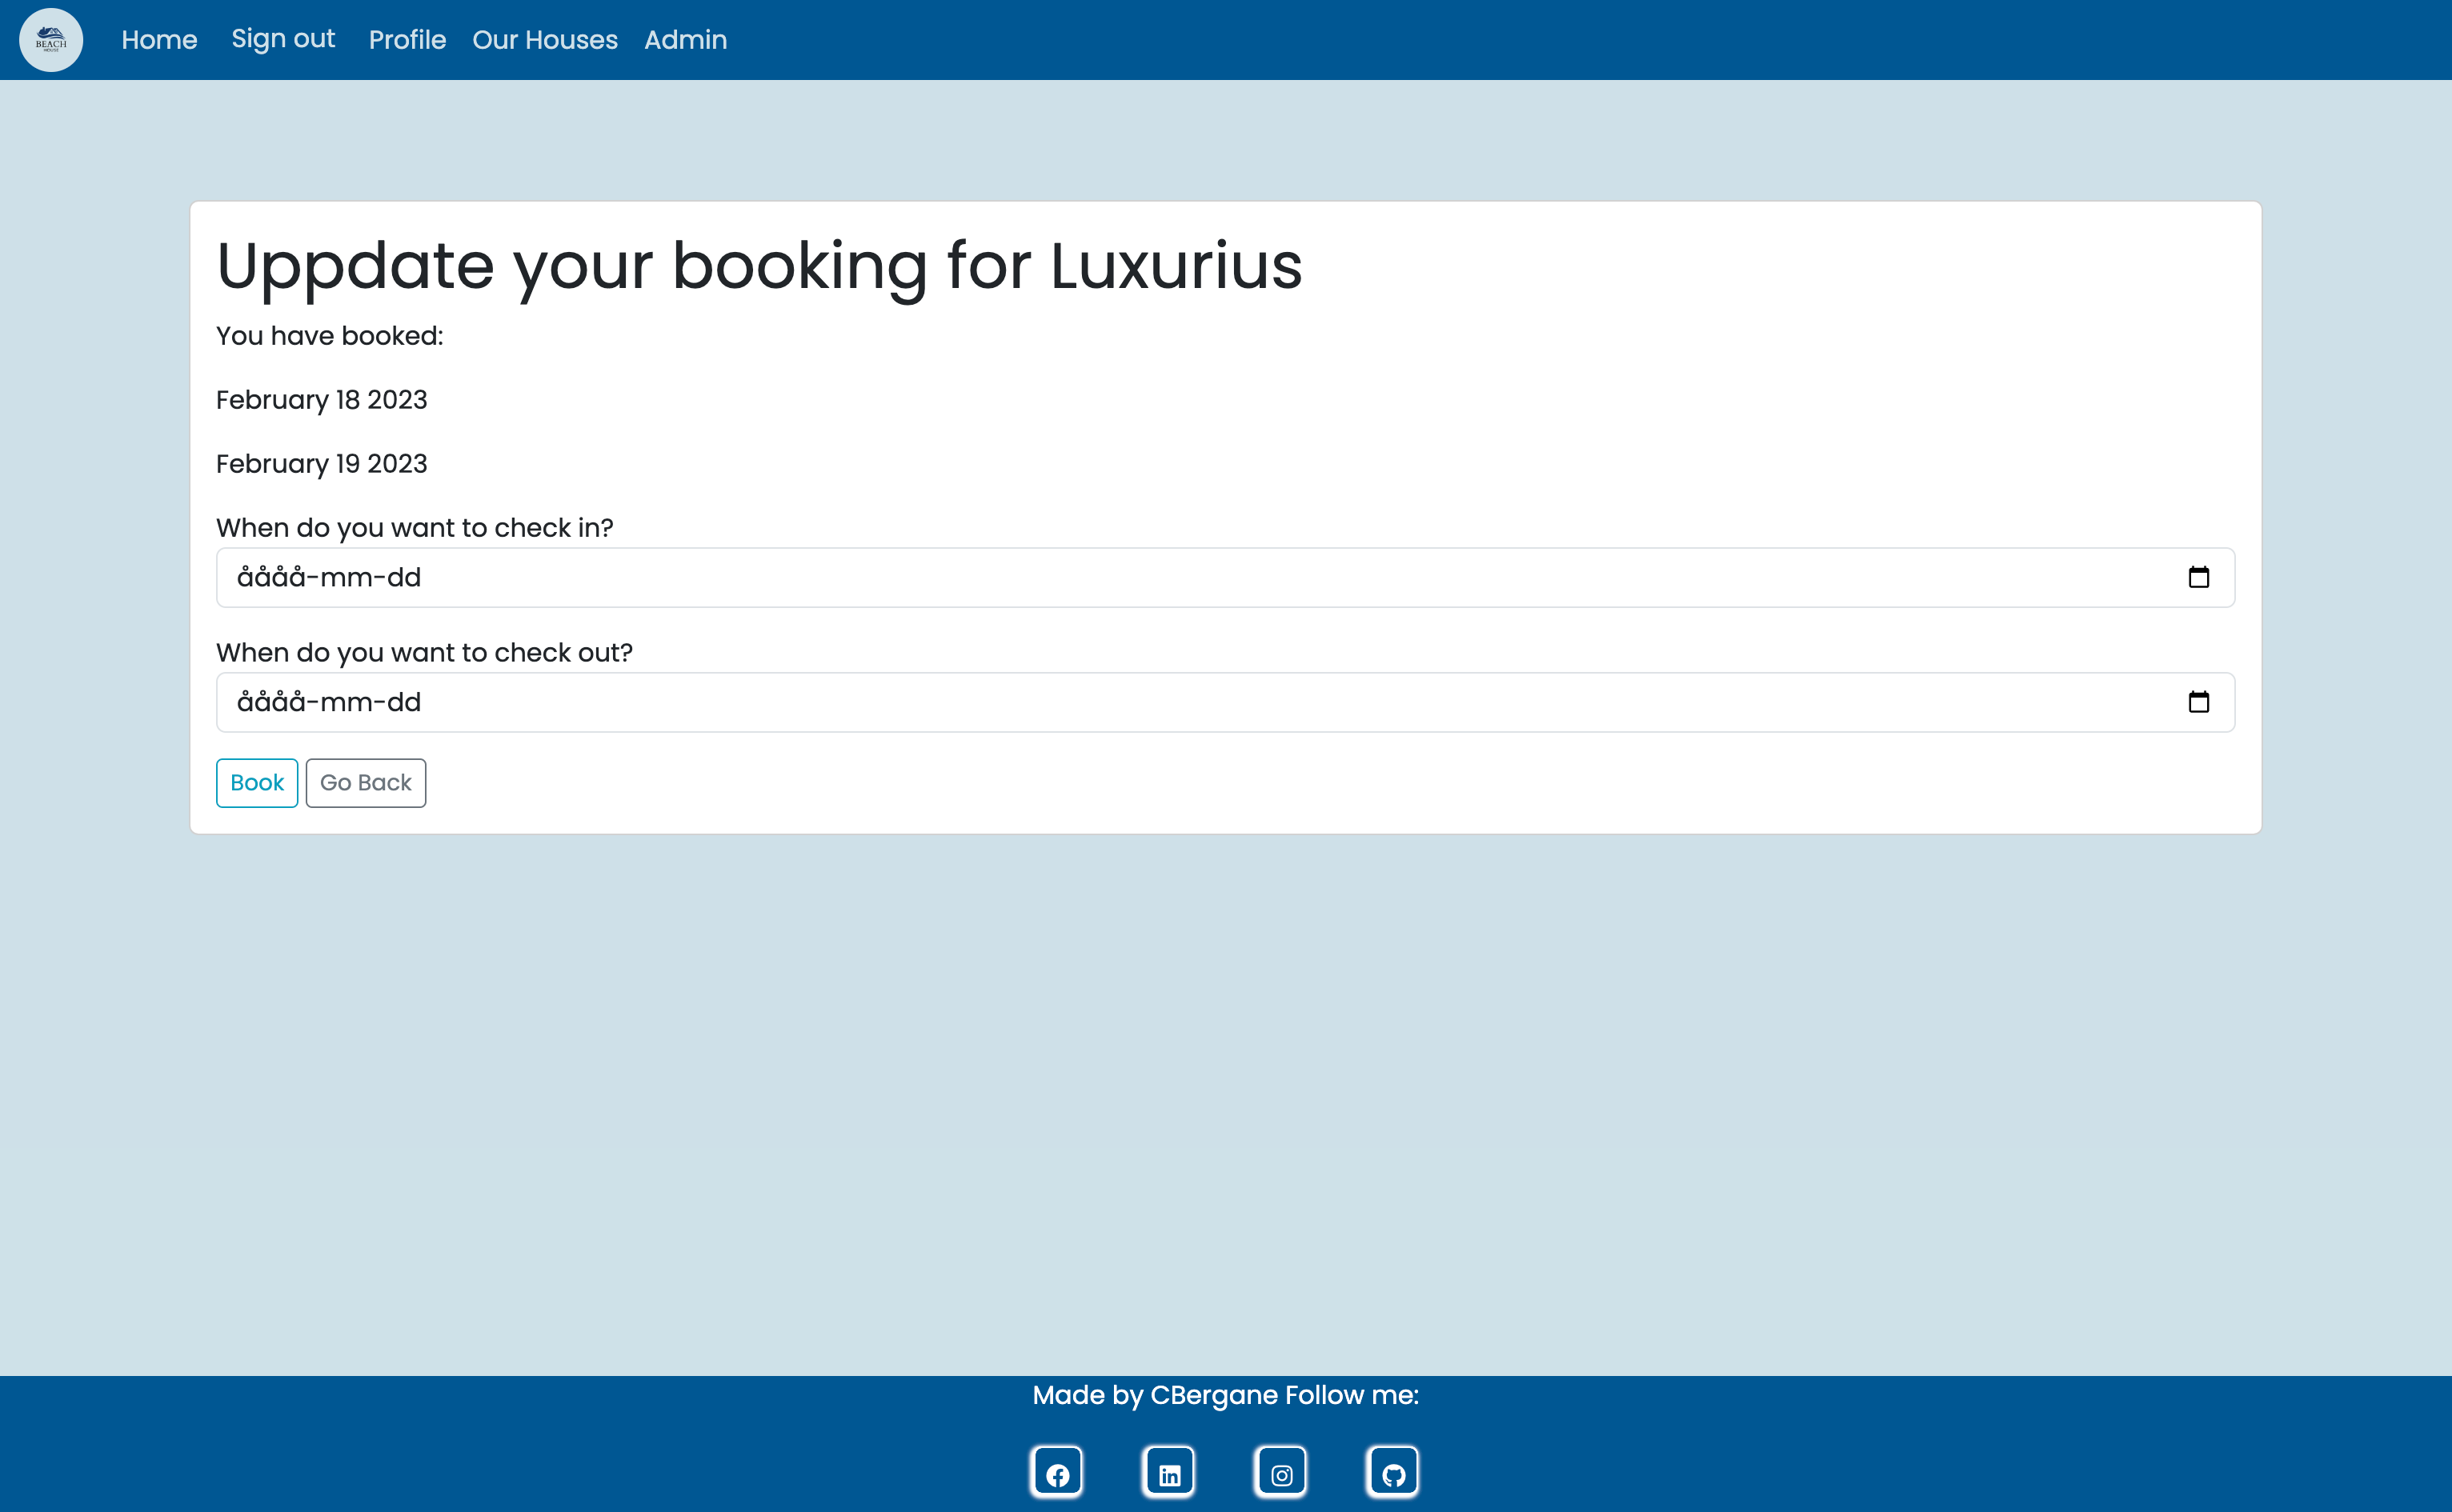 BEACH
HOUSE
Home Sign out Profile Our Houses Admin
Uppdate your booking for Luxurius
You have booked:
February 18 2023
February 19 2023
When do you want to check in?
åååå-mm-dd
When do you want to check out?
åååå-mm-dd
Book Go Back
Made by CBergane Follow me:
in